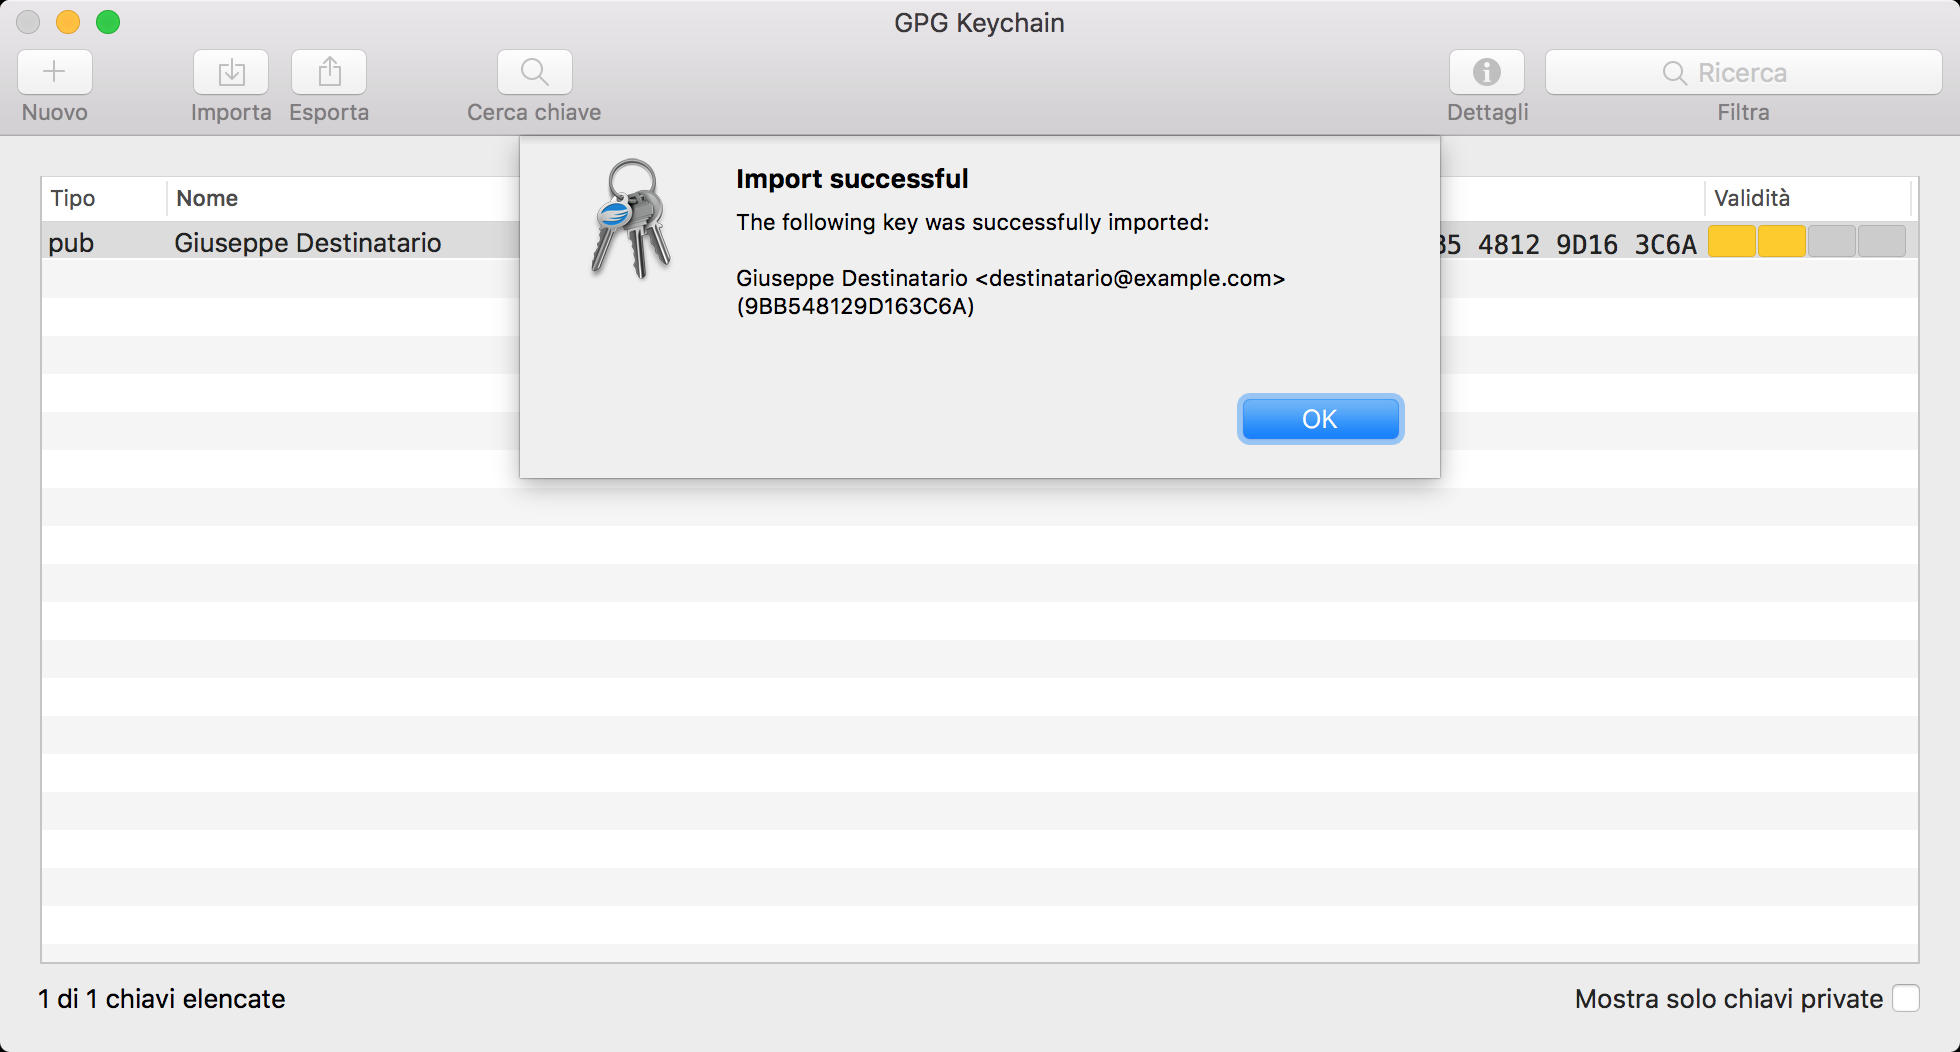 GPG Keychain
Nuovo
Importa
Esporta
Cerca chiave
Dettagli
Ricerca
Filtra
Tipo
Nome
Validità
pub
Giuseppe Destinatario
4812 9D16 3C6A
Import successful
The following key was successfully imported:
Giuseppe Destinatario <destinatario@example.com>
(9BB548129D163C6A)
OK
1 di 1 chiavi elencate
Mostra solo chiavi private